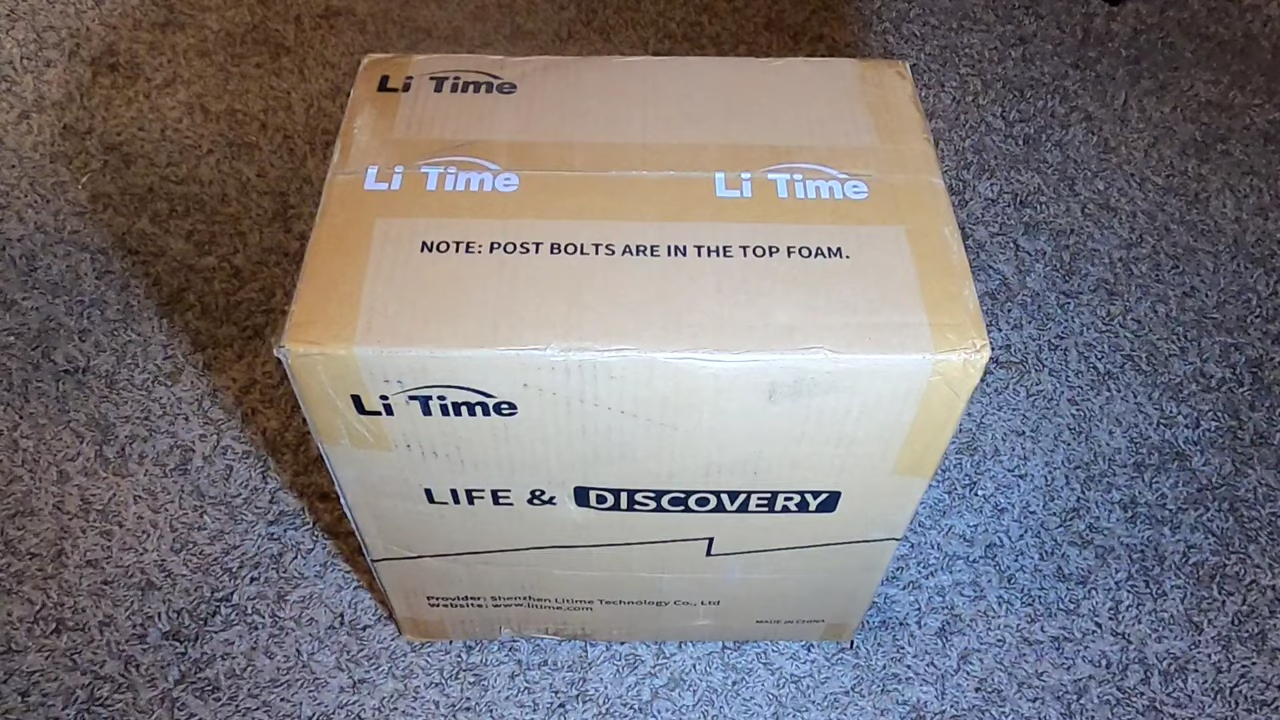 Li Time
Li Time Li Time
NOTE: POST BOLTS ARE IN THE TOP FOAM.
Li Time
LIFE & DISCOVERY
Provider: Shenzhen Litime Technology Co., Ltd
Website: www.litime.com
MADE IN CHINA